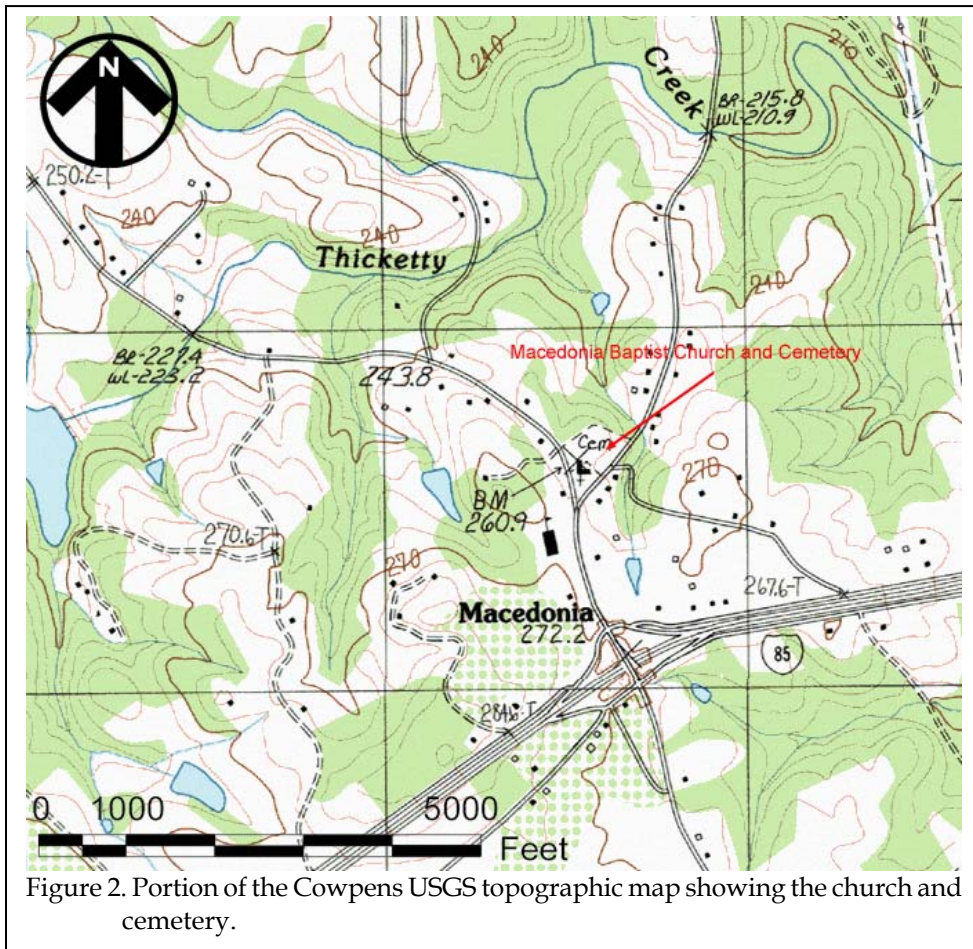 N
240
Creek
210
BR-215.8
WL-210.9
250.2-T
240
240
Thicketty
240
BR-227.4
WL-223.2
243.8
Macedonia Baptist Church and Cemetery
Cem
270
BM
260.9
270.6-T
270
267.6-T
Macedonia
272.2
85
284.6-T
0 1000 5000
Feet
Figure 2. Portion of the Cowpens USGS topographic map showing the church and
cemetery.